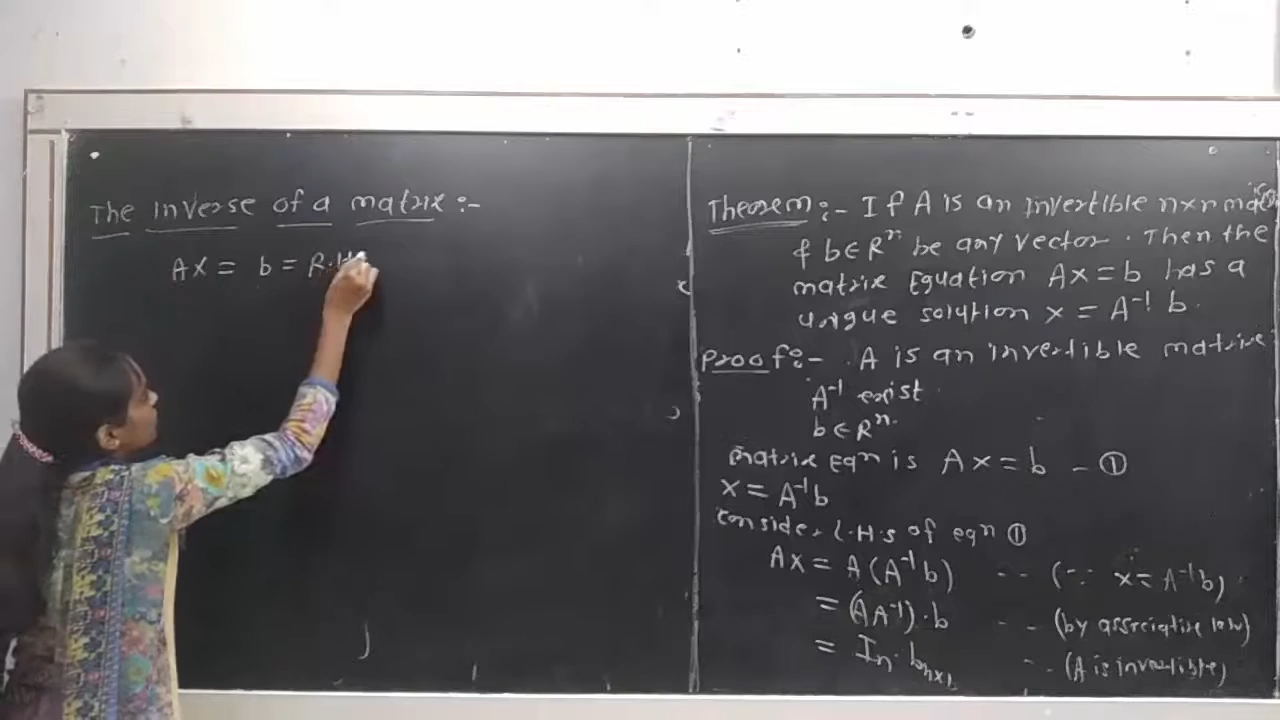 The Inverse of a matrix :-
AX = b = R.H
Theorem :- If A is an invertible nxn matrix
& b∈Rⁿ be any vector. Then the
matrix Equation AX = b has a
unique solution x = A⁻¹ b.
Proof :- . A is an invertible matrix
A⁻¹ exist
b∈Rⁿ.
matrix Eqⁿ is AX = b - ①
X = A⁻¹b
Consider L.H.S of eqⁿ ①
AX = A(A⁻¹b) -- (∵ x = A⁻¹b)
= (AA⁻¹).b -- (by associative law)
= Iₙ. bₙₓ₁ -- (A is invertible)